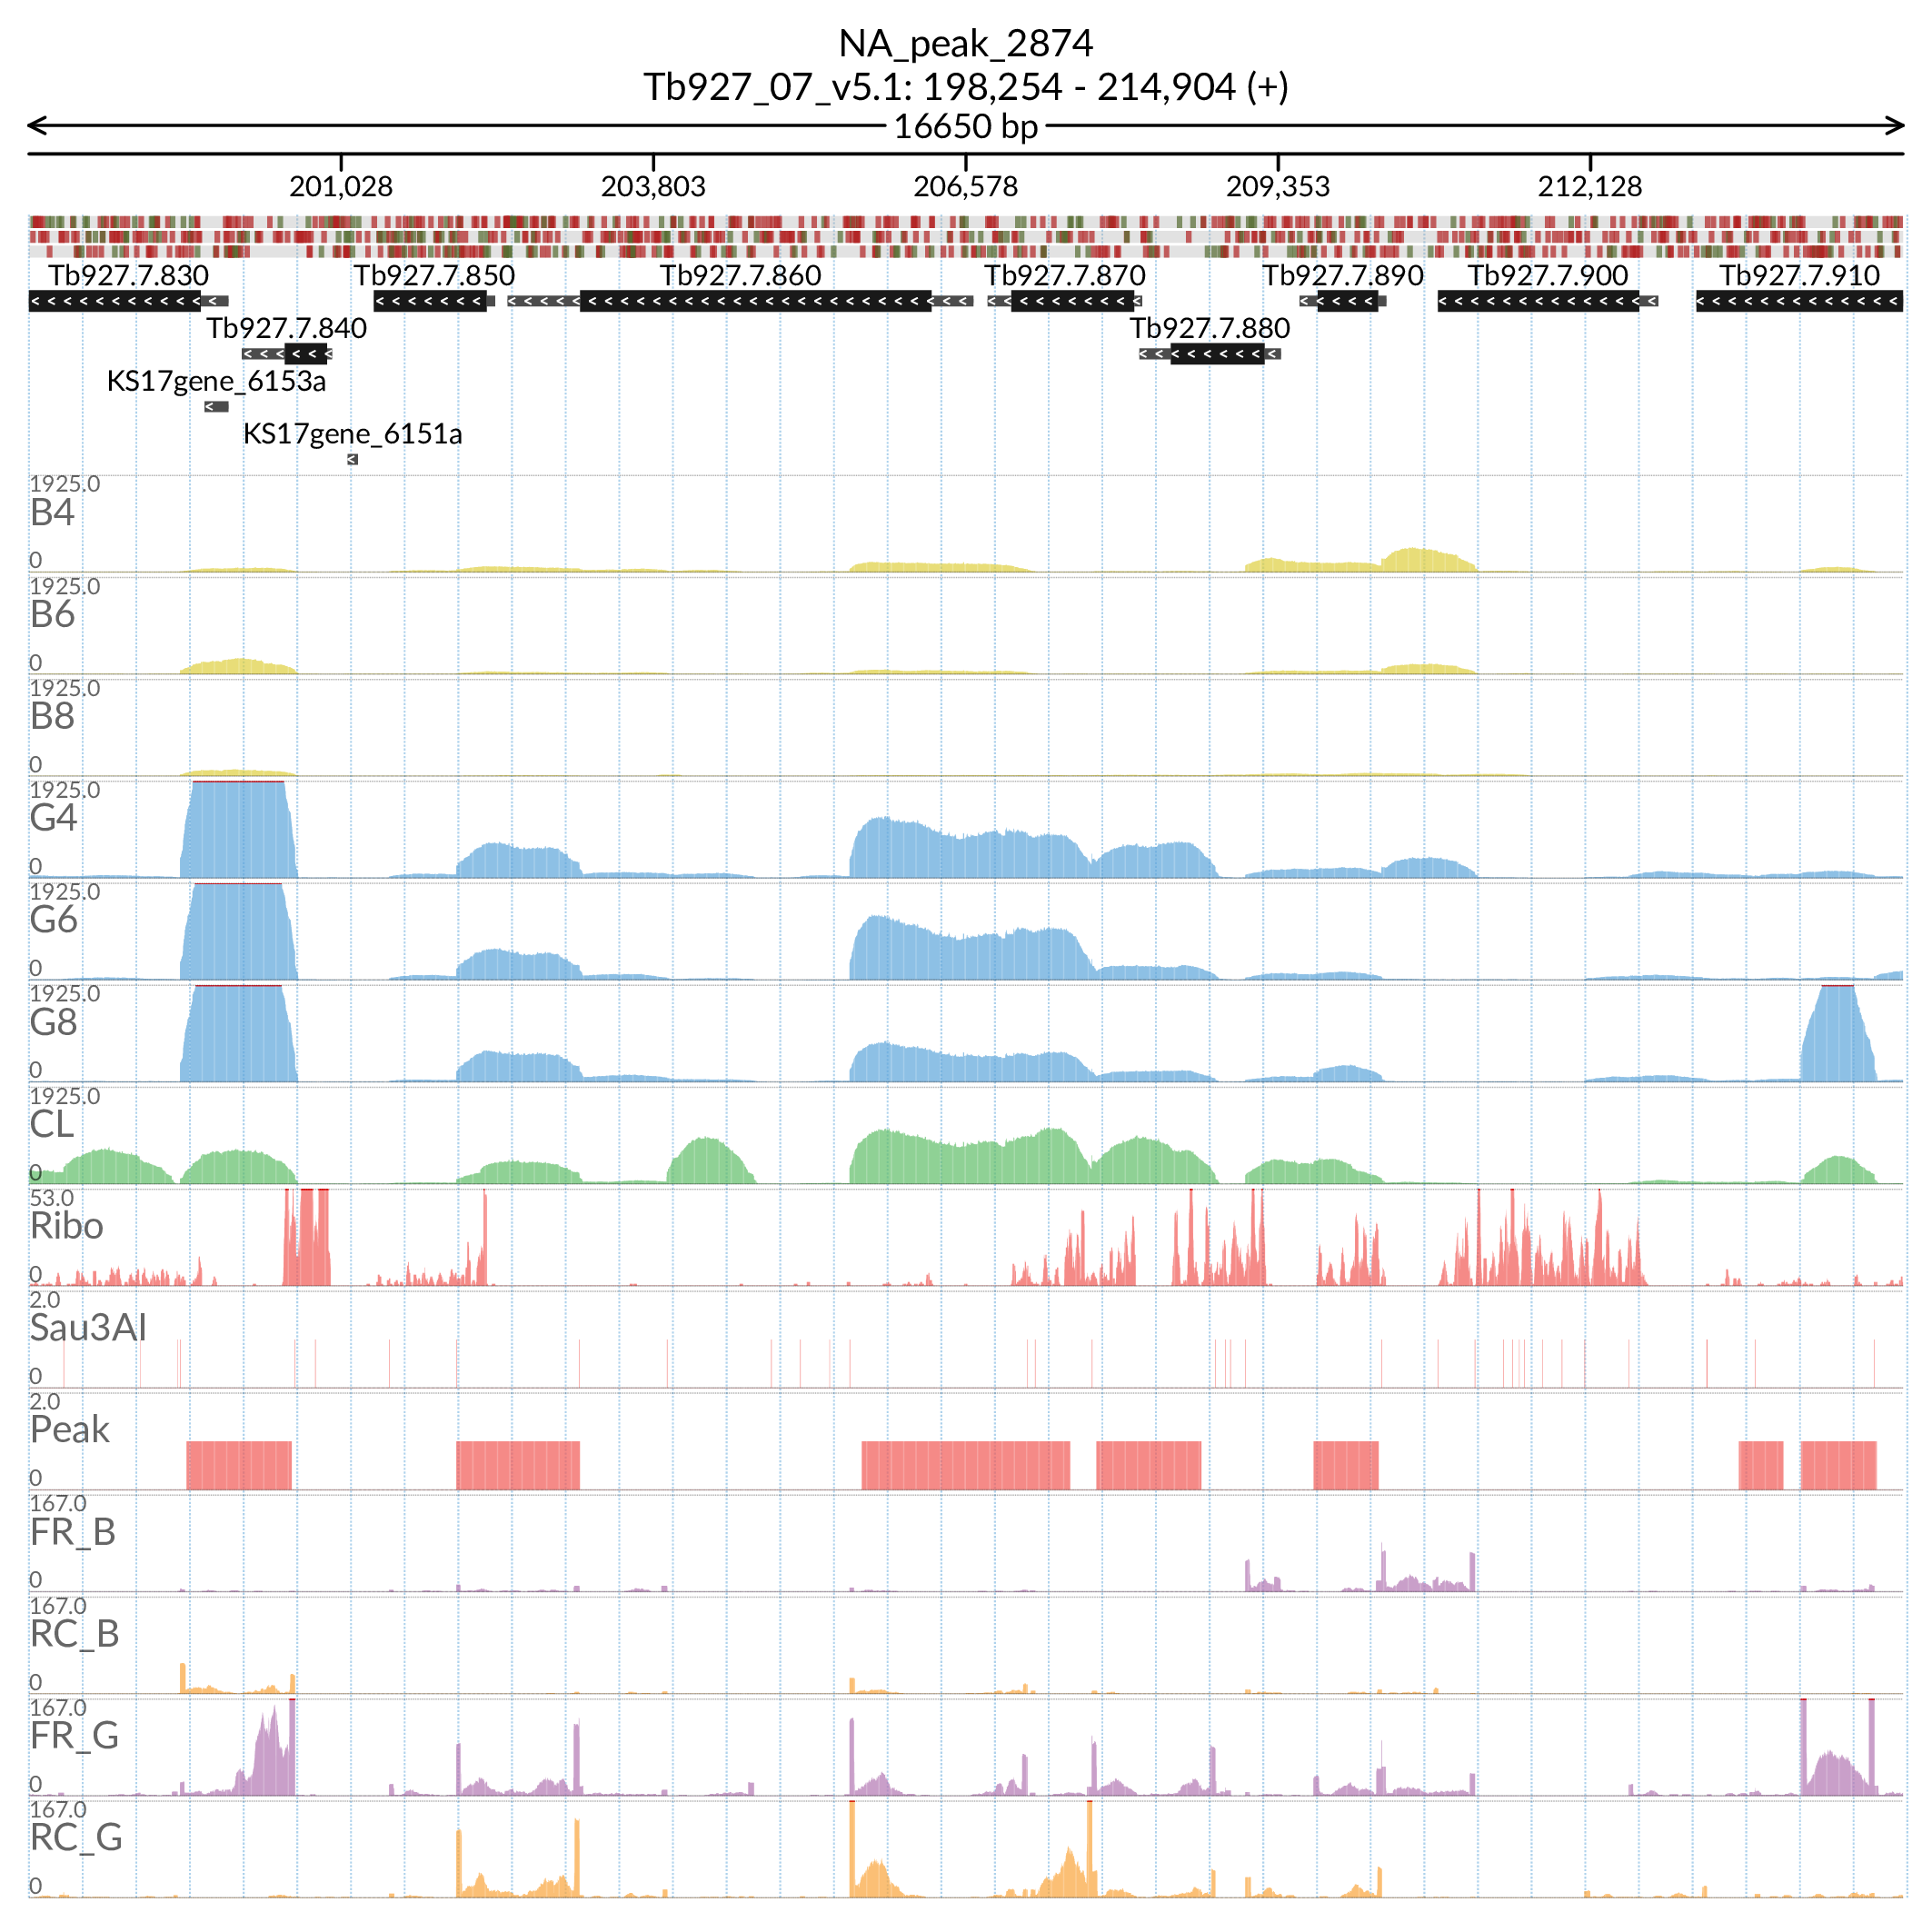 NA_peak_2874
Tb927_07_v5.1: 198,254 - 214,904 (+)
16650 bp
201,028 203,803 206,578 209,353 212,128
Tb927.7.830 Tb927.7.850 Tb927.7.860 Tb927.7.870 Tb927.7.890 Tb927.7.900 Tb927.7.910
Tb927.7.840 Tb927.7.880
KS17gene_6153a
KS17gene_6151a
1925.0
B4
0
1925.0
B6
0
1925.0
B8
0
1925.0
G4
0
1925.0
G6
0
1925.0
G8
0
1925.0
CL
0
53.0
Ribo
0
2.0
Sau3AI
0
2.0
Peak
0
167.0
FR_B
0
167.0
RC_B
0
167.0
FR_G
0
167.0
RC_G
0